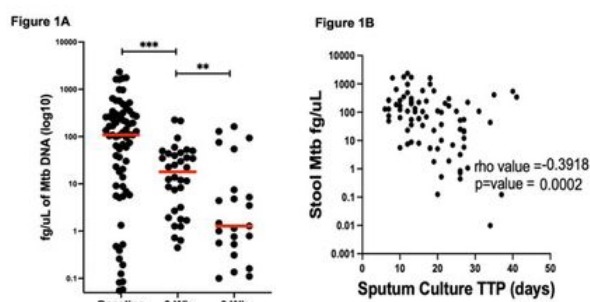 Figure 1A
Figure 1B
***
**
fg/uL of Mtb DNA (log10)
10000
1000
100
10
1
0.1
Stool Mtb fg/uL
10000
1000
100
10
1
0.1
0.01
0.001
rho value =-0.3918
p=value = 0.0002
0 10 20 30 40 50
Sputum Culture TTP (days)